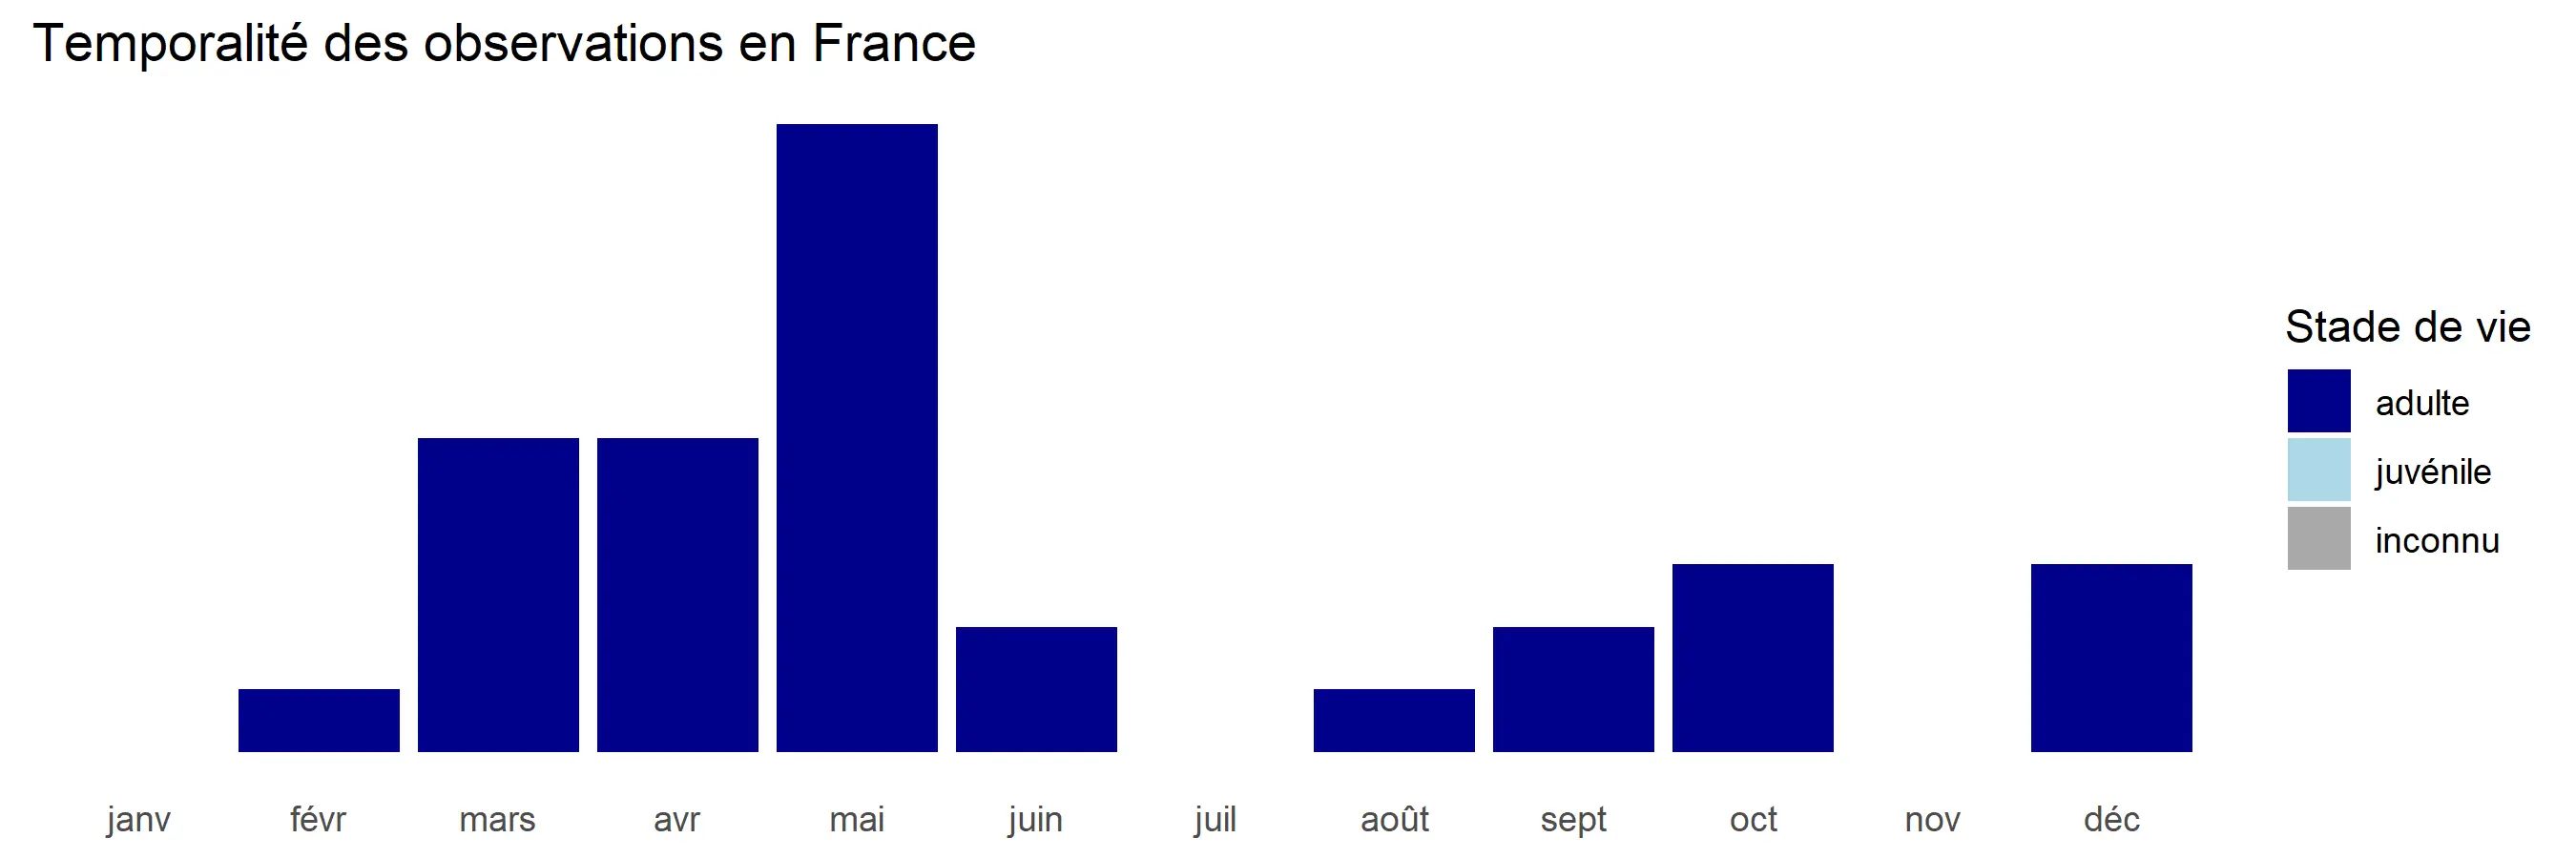 Temporalité des observations en France
Stade de vie
adulte
juvénile
inconnu
janv févr mars avr mai juin juil août sept oct nov déc